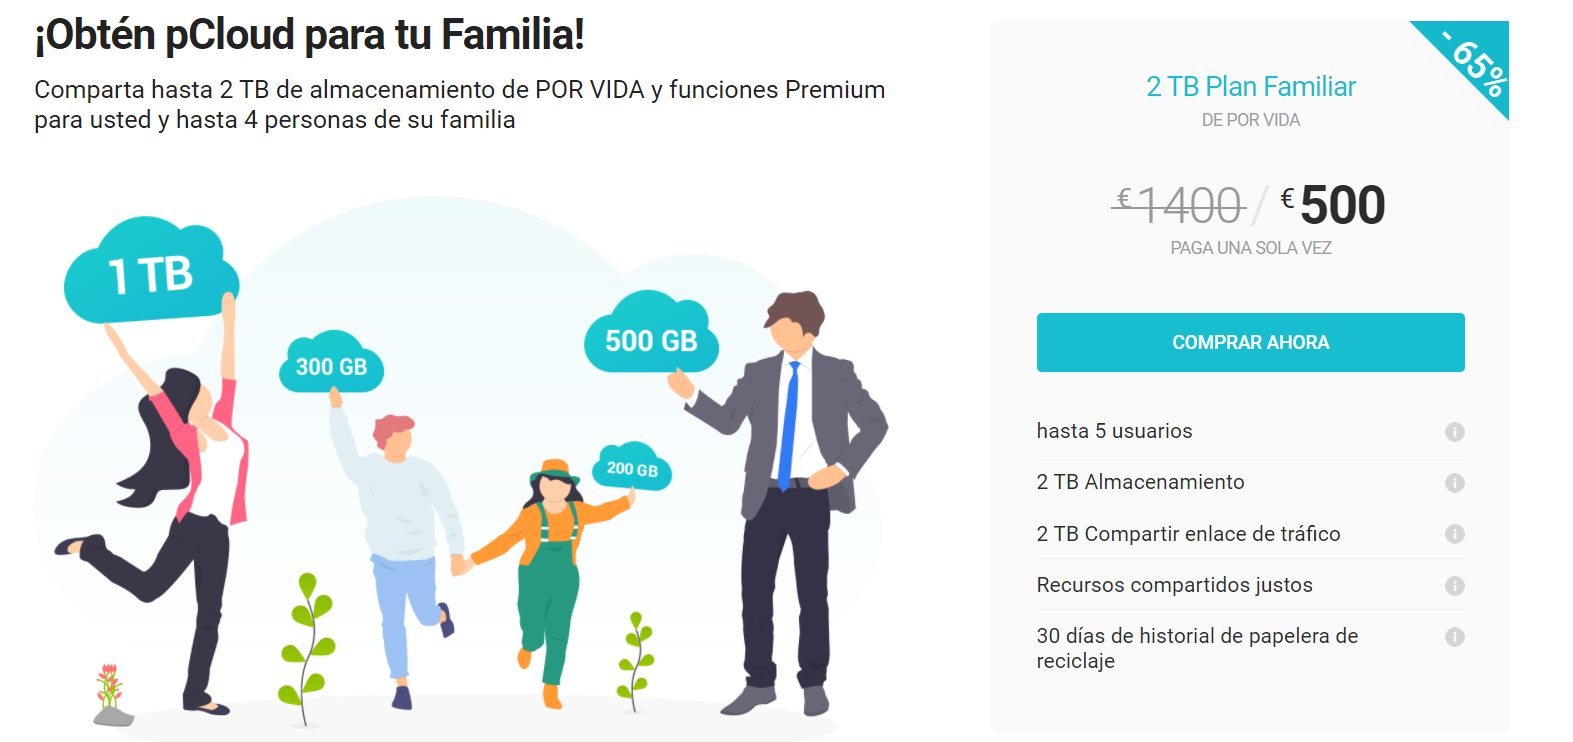 ¡Obtén pCloud para tu Familia!
Comparta hasta 2 TB de almacenamiento de POR VIDA y funciones Premium
para usted y hasta 4 personas de su familia
1 TB
300 GB
500 GB
200 GB
- 65%
2 TB Plan Familiar
DE POR VIDA
€1400 / €500
PAGA UNA SOLA VEZ
COMPRAR AHORA
hasta 5 usuarios
2 TB Almacenamiento
2 TB Compartir enlace de tráfico
Recursos compartidos justos
30 días de historial de papelera de
reciclaje